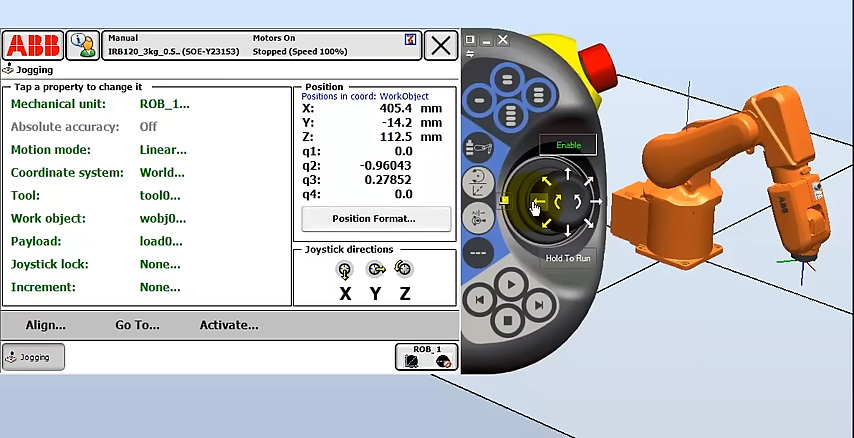 ABB
Manual
Motors On
IRB120_3kg_0.5.. (SOE-Y23153)
Stopped (Speed 100%)
Jogging
Tap a property to change it
Mechanical unit: ROB_1...
Absolute accuracy: Off
Motion mode: Linear...
Coordinate system: World...
Tool: tool0...
Work object: wobj0...
Payload: load0...
Joystick lock: None...
Increment: None...
Position
Positions in coord: WorkObject
X: 405.4 mm
Y: -14.2 mm
Z: 112.5 mm
q1: 0.0
q2: -0.96043
q3: 0.27852
q4: 0.0
Position Format...
Joystick directions
X Y Z
Align... Go To... Activate...
Jogging
ROB_1
Enable
Hold To Run
ABB